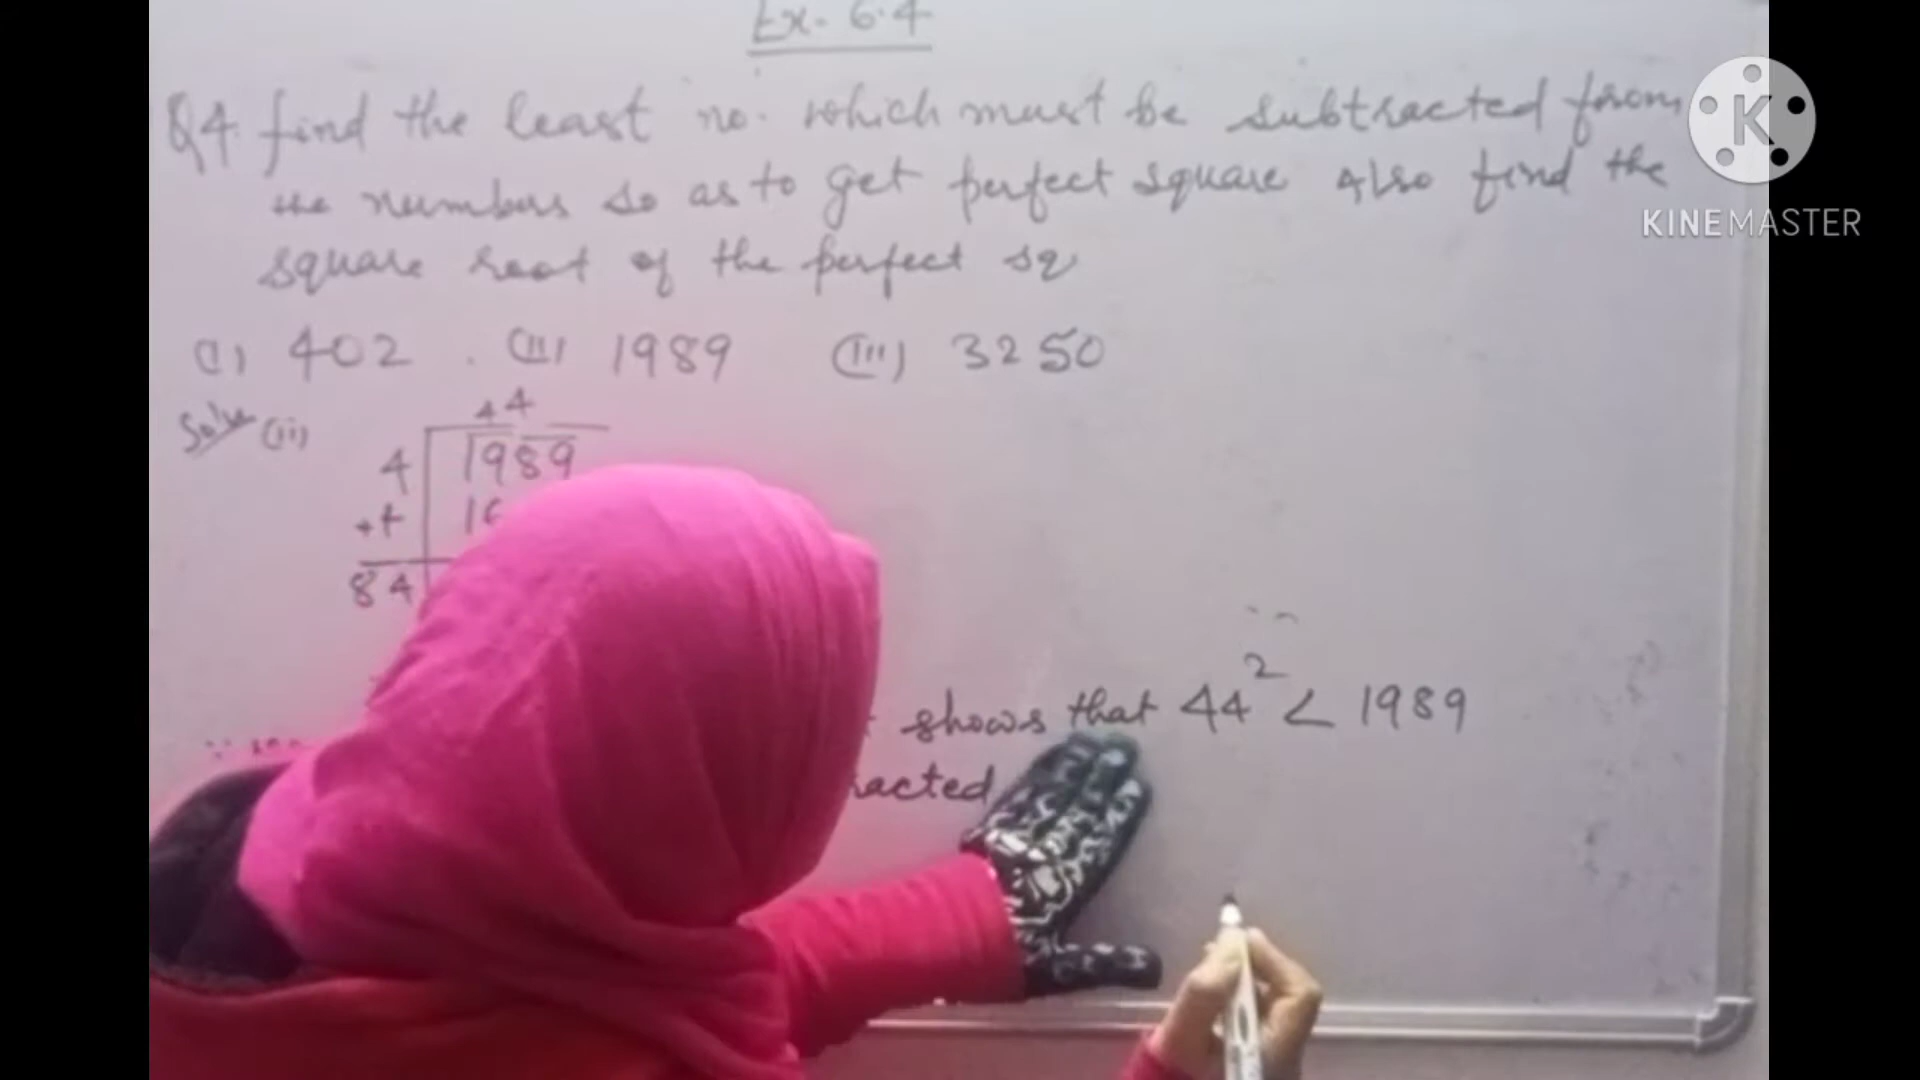 Ex- 6.4
Q4. find the least no. which must be subtracted from
the numbers so as to get perfect square Also find the
square root of the perfect sq
(i) 402 . (ii) 1989 (iii) 3250
Solve (ii)
44
4 1989
+4 16
84
shows that 44² < 1989
racted
K
KINEMASTER